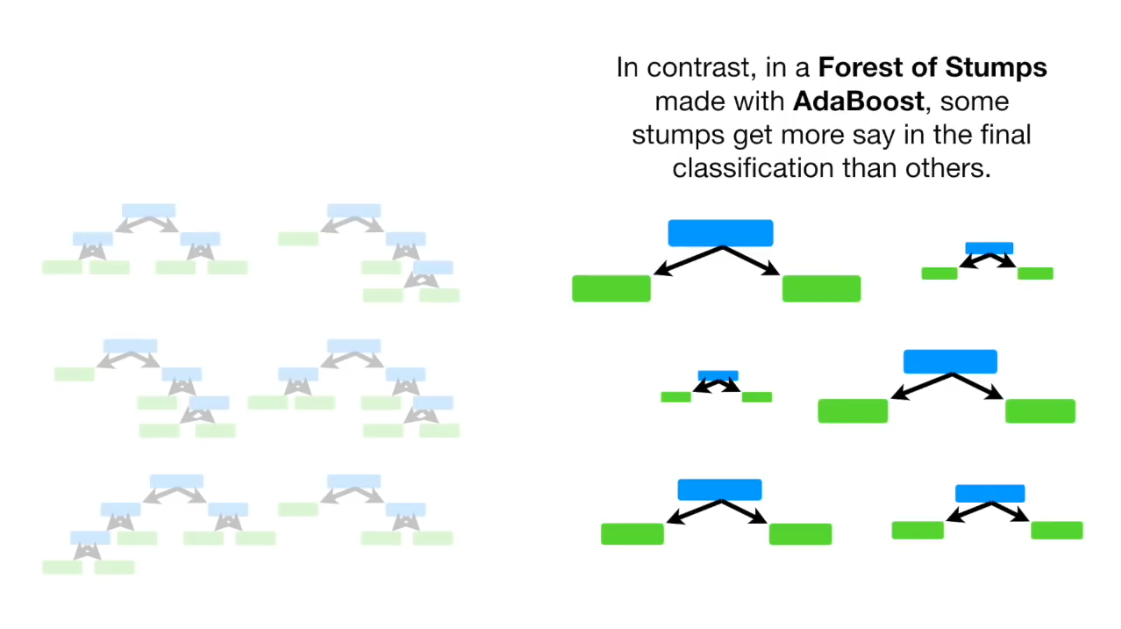 In contrast, in a Forest of Stumps
made with AdaBoost, some
stumps get more say in the final
classification than others.